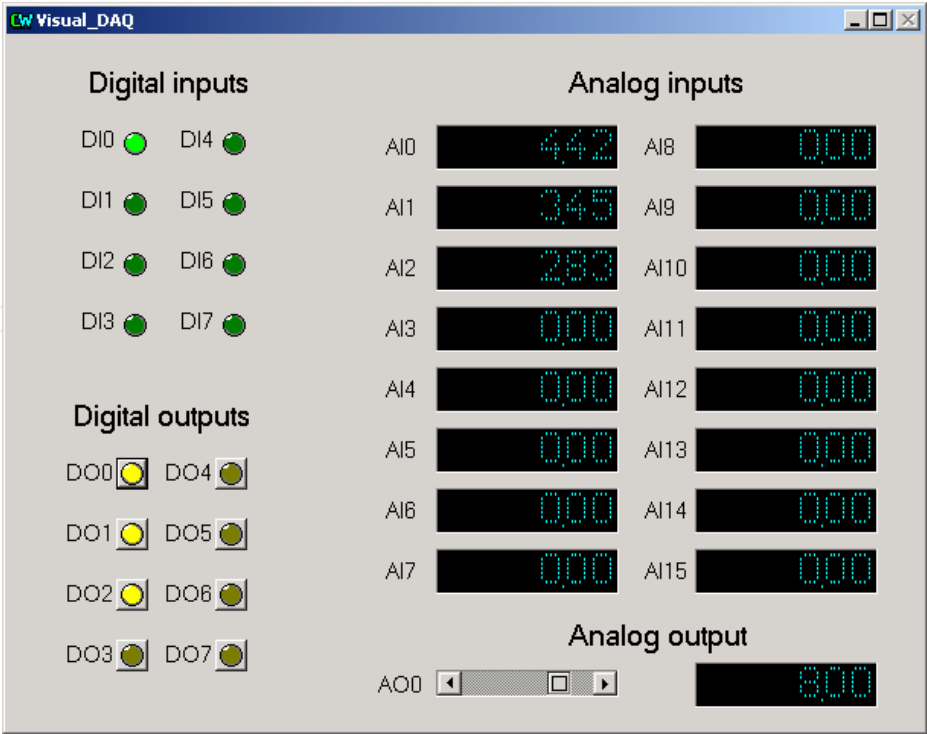 Visual_DAQ
Digital inputs Analog inputs
DI0 DI4 AI0 4.42 AI8 0.00
DI1 DI5 AI1 3.45 AI9 0.00
DI2 DI6 AI2 2.83 AI10 0.00
DI3 DI7 AI3 0.00 AI11 0.00
AI4 0.00 AI12 0.00
Digital outputs
AI5 0.00 AI13 0.00
DO0 DO4
AI6 0.00 AI14 0.00
DO1 DO5
AI7 0.00 AI15 0.00
DO2 DO6
Analog output
DO3 DO7
AO0 8.00